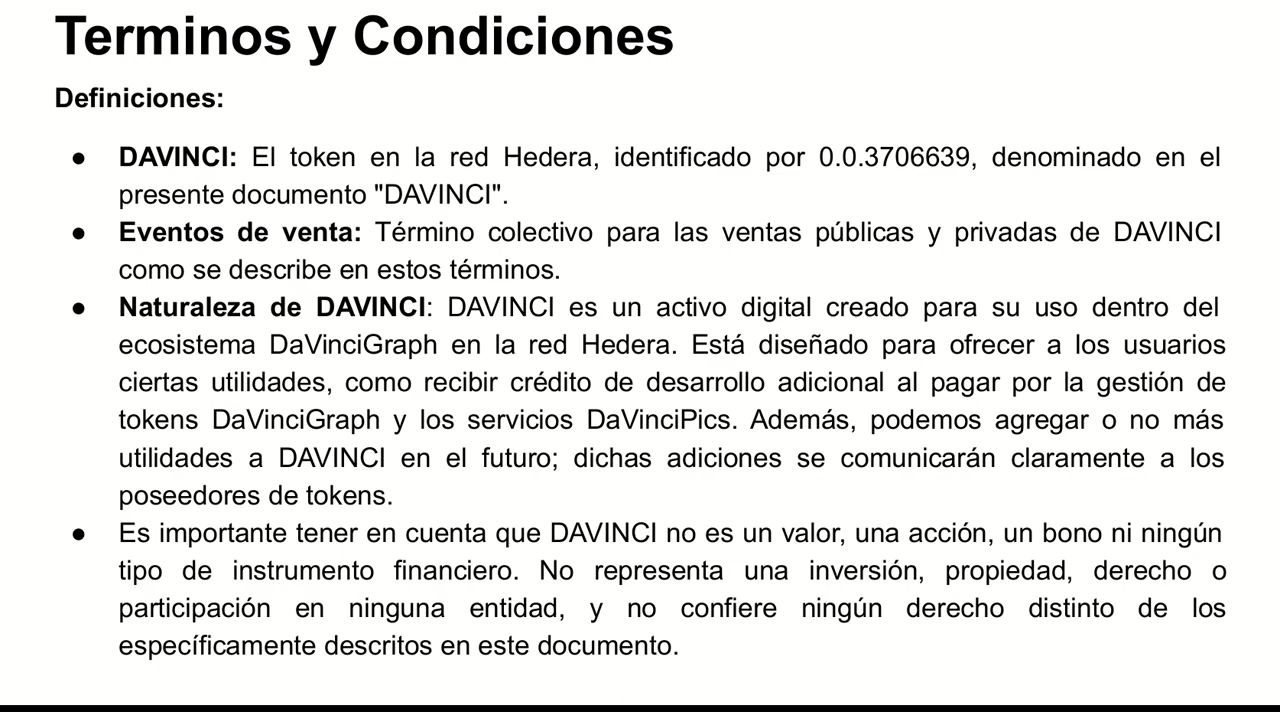 Terminos y Condiciones
Definiciones:
● DAVINCI: El token en la red Hedera, identificado por 0.0.3706639, denominado en el
presente documento "DAVINCI".
● Eventos de venta: Término colectivo para las ventas públicas y privadas de DAVINCI
como se describe en estos términos.
● Naturaleza de DAVINCI: DAVINCI es un activo digital creado para su uso dentro del
ecosistema DaVinciGraph en la red Hedera. Está diseñado para ofrecer a los usuarios
ciertas utilidades, como recibir crédito de desarrollo adicional al pagar por la gestión de
tokens DaVinciGraph y los servicios DaVinciPics. Además, podemos agregar o no más
utilidades a DAVINCI en el futuro; dichas adiciones se comunicarán claramente a los
poseedores de tokens.
● Es importante tener en cuenta que DAVINCI no es un valor, una acción, un bono ni ningún
tipo de instrumento financiero. No representa una inversión, propiedad, derecho o
participación en ninguna entidad, y no confiere ningún derecho distinto de los
específicamente descritos en este documento.